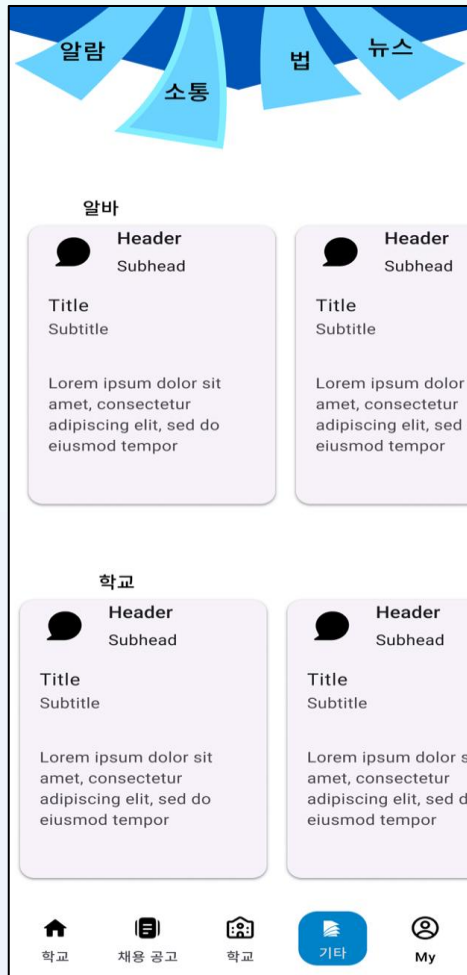 알람
소통
법
뉴스
알바
Header
Subhead
Title
Subtitle
Lorem ipsum dolor sit
amet, consectetur
adipiscing elit, sed do
eiusmod tempor
Header
Subhead
Title
Subtitle
Lorem ipsum dolor
amet, consectetur
adipiscing elit, sed
eiusmod tempor
학교
Header
Subhead
Title
Subtitle
Lorem ipsum dolor sit
amet, consectetur
adipiscing elit, sed do
eiusmod tempor
Header
Subhead
Title
Subtitle
Lorem ipsum dolor s
amet, consectetur
adipiscing elit, sed d
eiusmod tempor
학교
채용 공고
학교
기타
My